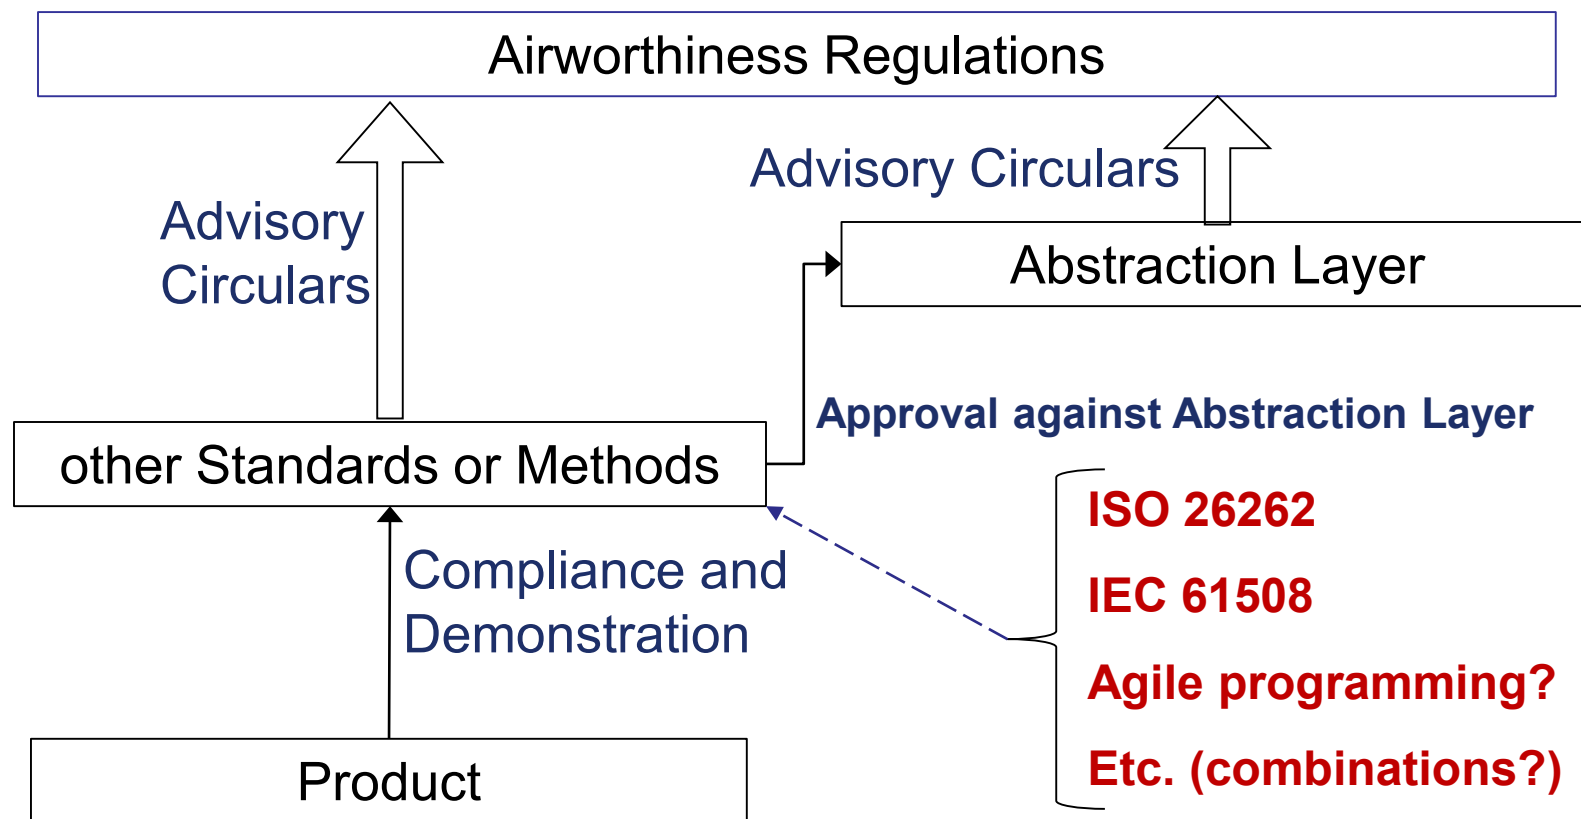 Airworthiness Regulations
Advisory Circulars
Advisory
Circulars
Abstraction Layer
Approval against Abstraction Layer
other Standards or Methods
ISO 26262
Compliance and
Demonstration
IEC 61508
Agile programming?
Etc. (combinations?)
Product